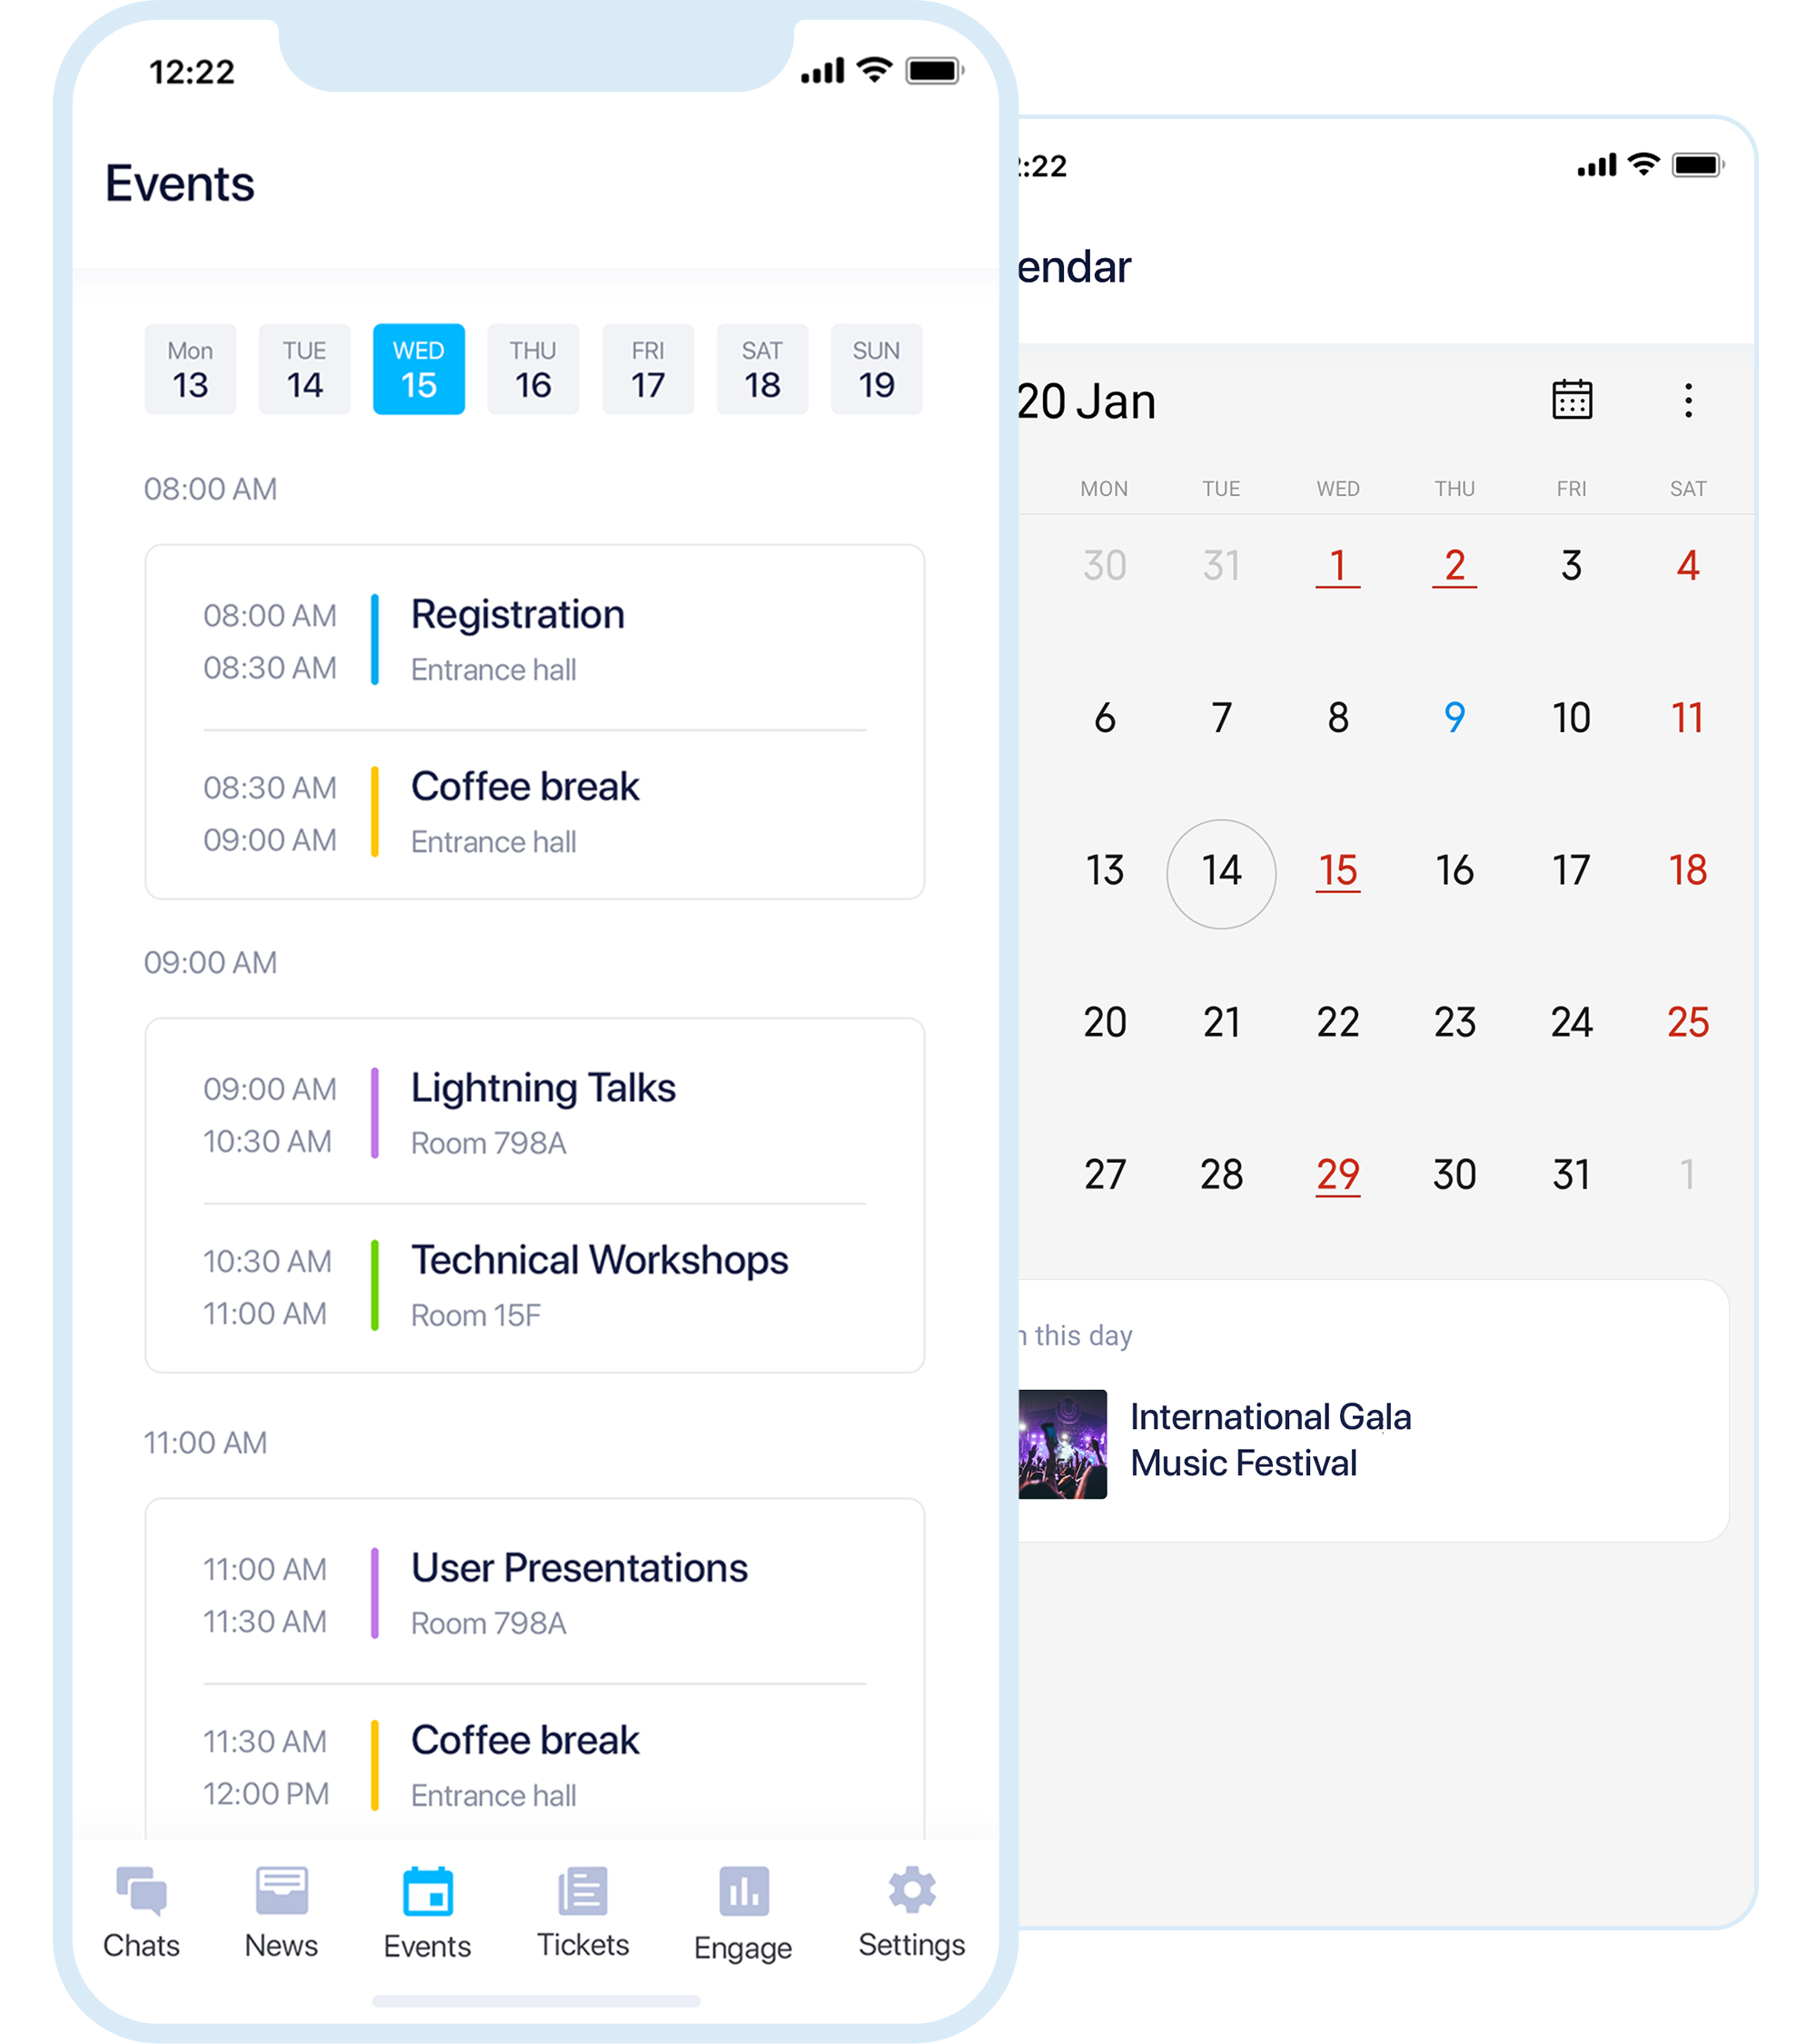 12:22
Events
Mon TUE WED THU FRI SAT SUN
13 14 15 16 17 18 19
08:00 AM
08:00 AM Registration
08:30 AM Entrance hall
08:30 AM Coffee break
09:00 AM Entrance hall
09:00 AM
09:00 AM Lightning Talks
10:30 AM Room 798A
10:30 AM Technical Workshops
11:00 AM Room 15F
11:00 AM
11:00 AM User Presentations
11:30 AM Room 798A
11:30 AM Coffee break
12:00 PM Entrance hall
Chats News Events Tickets Engage Settings
:22
endar
20 Jan
MON TUE WED THU FRI SAT
30 31 1 2 3 4
6 7 8 9 10 11
13 14 15 16 17 18
20 21 22 23 24 25
27 28 29 30 31 1
this day
International Gala
Music Festival